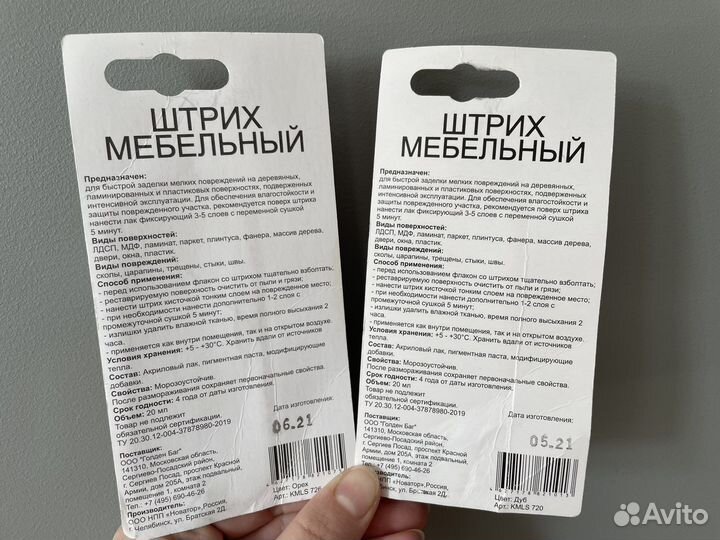 ШТРИХ
МЕБЕЛЬНЫЙ
Предназначен:
для быстрой заделки мелких повреждений на деревянных,
ламинированных и пластиковых поверхностях, подверженных
интенсивной эксплуатации. Для обеспечения влагостойкости и
защиты поврежденного участка, рекомендуется поверх штриха
нанести лак фиксирующий 3-5 слоев с переменной сушкой
5 минут.
Виды поверхностей:
ЛДСП, МДФ, ламинат, паркет, плинтуса, фанера, массив дерева,
двери, окна, пластик.
Виды повреждений:
сколы, царапины, трещены, стыки, швы.
Способ применения:
- перед использованием флакон со штрихом тщательно взболтать;
- реставрируемую поверхность очистить от пыли и грязи;
- нанести штрих кисточкой тонким слоем на поврежденное место;
- при необходимости нанести дополнительно 1-2 слоя с
промежуточной сушкой 5 минут;
- излишки удалить влажной тканью, время полного высыхания 2
часа.
- применяется как внутри помещения, так и на открытом воздухе.
Условия хранения: +5 - +30°С. Хранить вдали от источников
тепла.
Состав: Акриловый лак, пигментная паста, модифицирующие
добавки.
Свойства: Морозоустойчив.
После размораживания сохраняет первоначальные свойства.
Срок годности: 4 года от даты изготовления.
Объем: 20 мл
Товар не подлежит
обязательной сертификации.
ТУ 20.30.12-004-37878980-2019
Дата изготовления:
06.21
Поставщик:
ООО "Голден Баг"
141310, Московская область,
Сергиево-Посадский район,
г. Сергиев Посад, проспект Красной
Армии, дом 205А, этаж подвальный,
помещение 1, комната 2
Тел.: +7 (495) 690-46-26
Производитель:
ООО НПП «Новатор»,Россия,
г.Челябинск, ул. Братская 2Д.
Цвет: Орех
Арт.: KMLS 726
ШТРИХ
МЕБЕЛЬНЫЙ
Предназначен:
для быстрой заделки мелких повреждений на деревянных,
ламинированных и пластиковых поверхностях, подверженных
интенсивной эксплуатации. Для обеспечения влагостойкости и
защиты поврежденного участка, рекомендуется поверх штриха
нанести лак фиксирующий 3-5 слоев с переменной сушкой
5 минут.
Виды поверхностей:
ЛДСП, МДФ, ламинат, паркет, плинтуса, фанера, массив дерева,
двери, окна, пластик.
Виды повреждений:
сколы, царапины, трещены, стыки, швы.
Способ применения:
- перед использованием флакон со штрихом тщательно взболтать;
- реставрируемую поверхность очистить от пыли и грязи;
- нанести штрих кисточкой тонким слоем на поврежденное место;
- при необходимости нанести дополнительно 1-2 слоя с
промежуточной сушкой 5 минут;
- излишки удалить влажной тканью, время полного высыхания 2
часа.
- применяется как внутри помещения, так и на открытом воздухе.
Условия хранения: +5 - +30°С. Хранить вдали от источников
тепла.
Состав: Акриловый лак, пигментная паста, модифицирующие
добавки.
Свойства: Морозоустойчив.
После размораживания сохраняет первоначальные свойства.
Срок годности: 4 года от даты изготовления.
Объем: 20 мл
Товар не подлежит
обязательной сертификации.
ТУ 20.30.12-004-37878980-2019
Дата изготовления:
05.21
Поставщик:
ООО "Голден Баг"
141310, Московская область,
Сергиево-Посадский район,
г. Сергиев Посад, проспект Красной
Армии, дом 205А, этаж подвальный,
помещение 1, комната 2
Тел.: +7 (495) 690-46-26
Производитель:
ООО НПП «Новатор»,Россия,
ул. Братская 2Д.
Цвет: Дуб
Арт.: KMLS 720
Avito